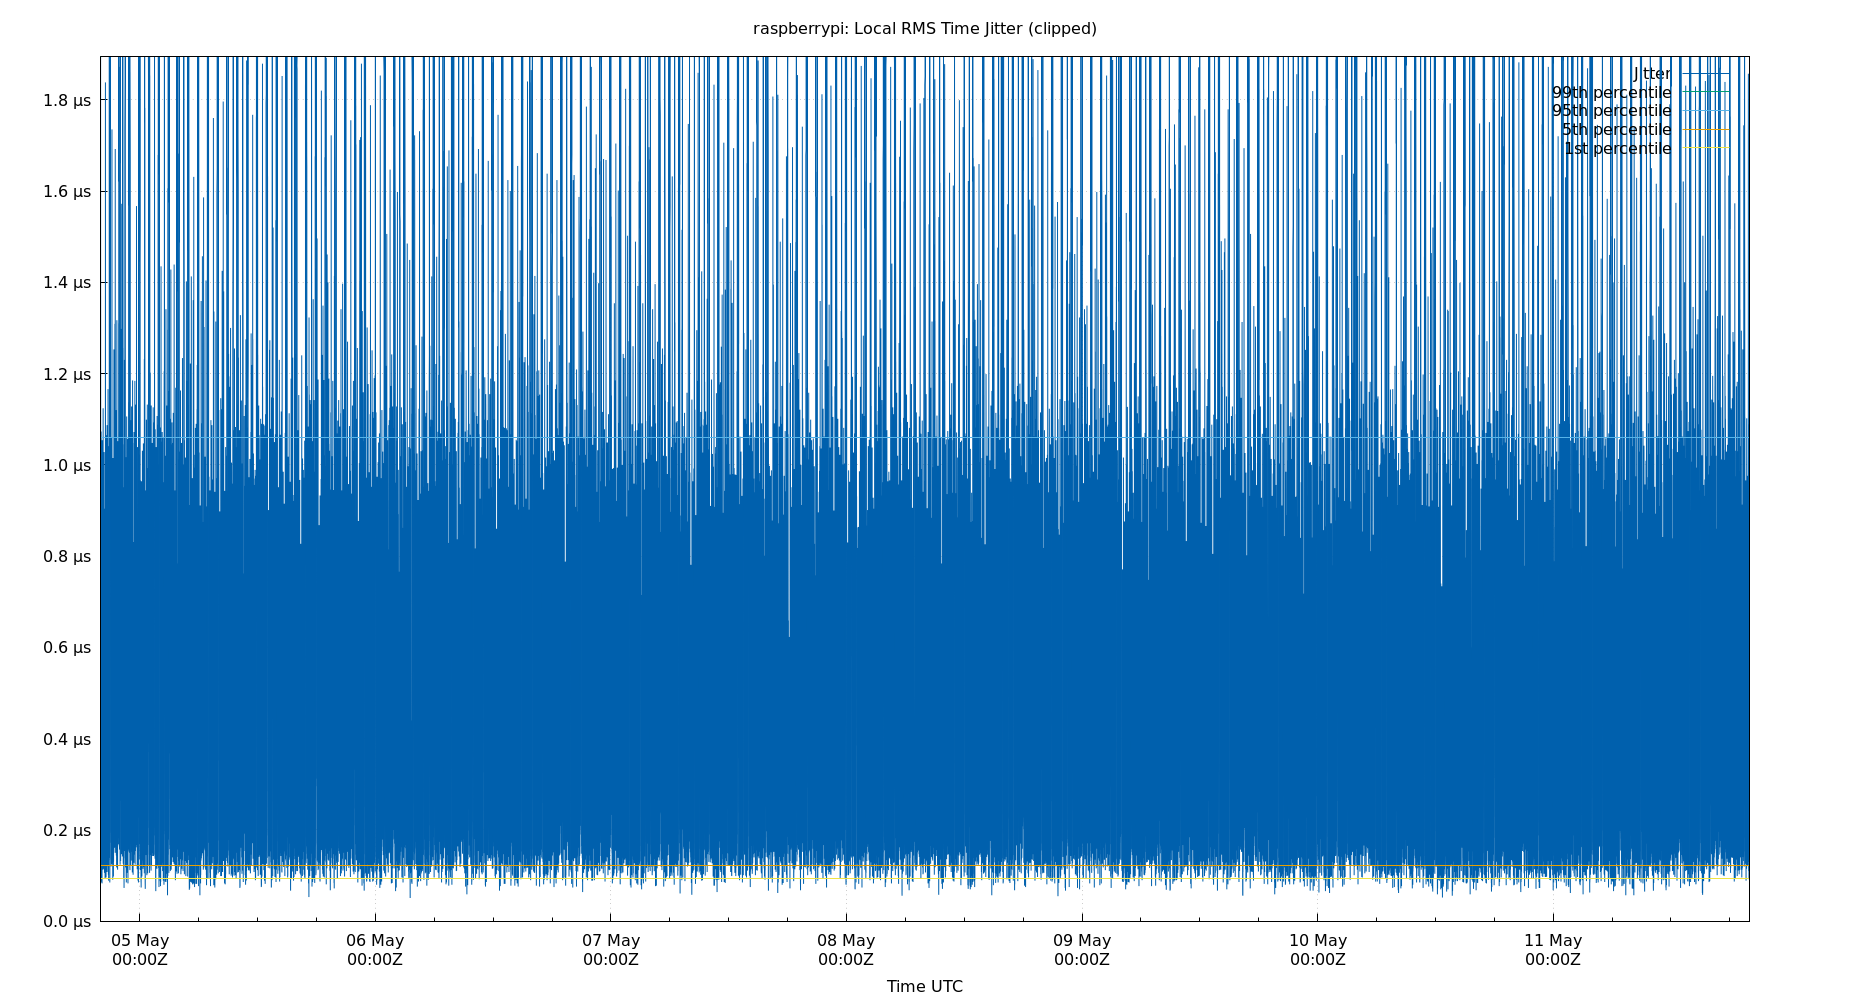 raspberrypi: Local RMS Time Jitter (clipped)
Jitter
99th percentile
95th percentile
5th percentile
1st percentile
1.8 µs
1.6 µs
1.4 µs
1.2 µs
1.0 µs
0.8 µs
0.6 µs
0.4 µs
0.2 µs
0.0 µs
05 May 06 May 07 May 08 May 09 May 10 May 11 May
00:00Z 00:00Z 00:00Z 00:00Z 00:00Z 00:00Z 00:00Z
Time UTC